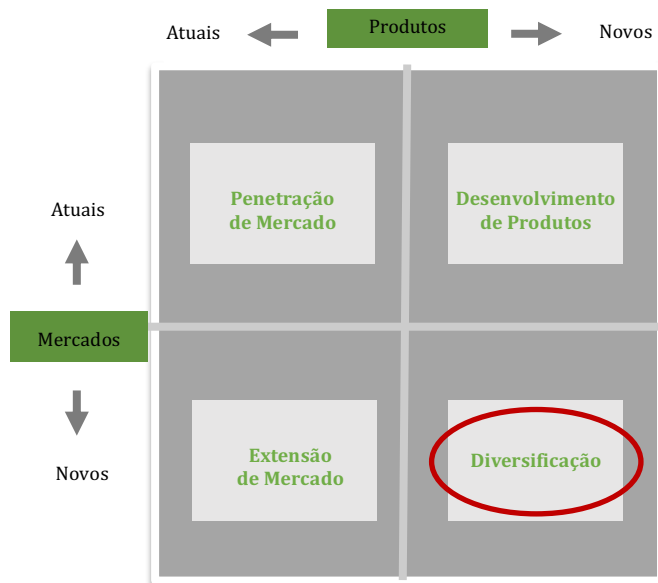 Produtos
Atuais
Novos
Penetração
de Mercado
Desenvolvimento
de Produtos
Atuais
Mercados
Extensão
de Mercado
Diversificação
Novos